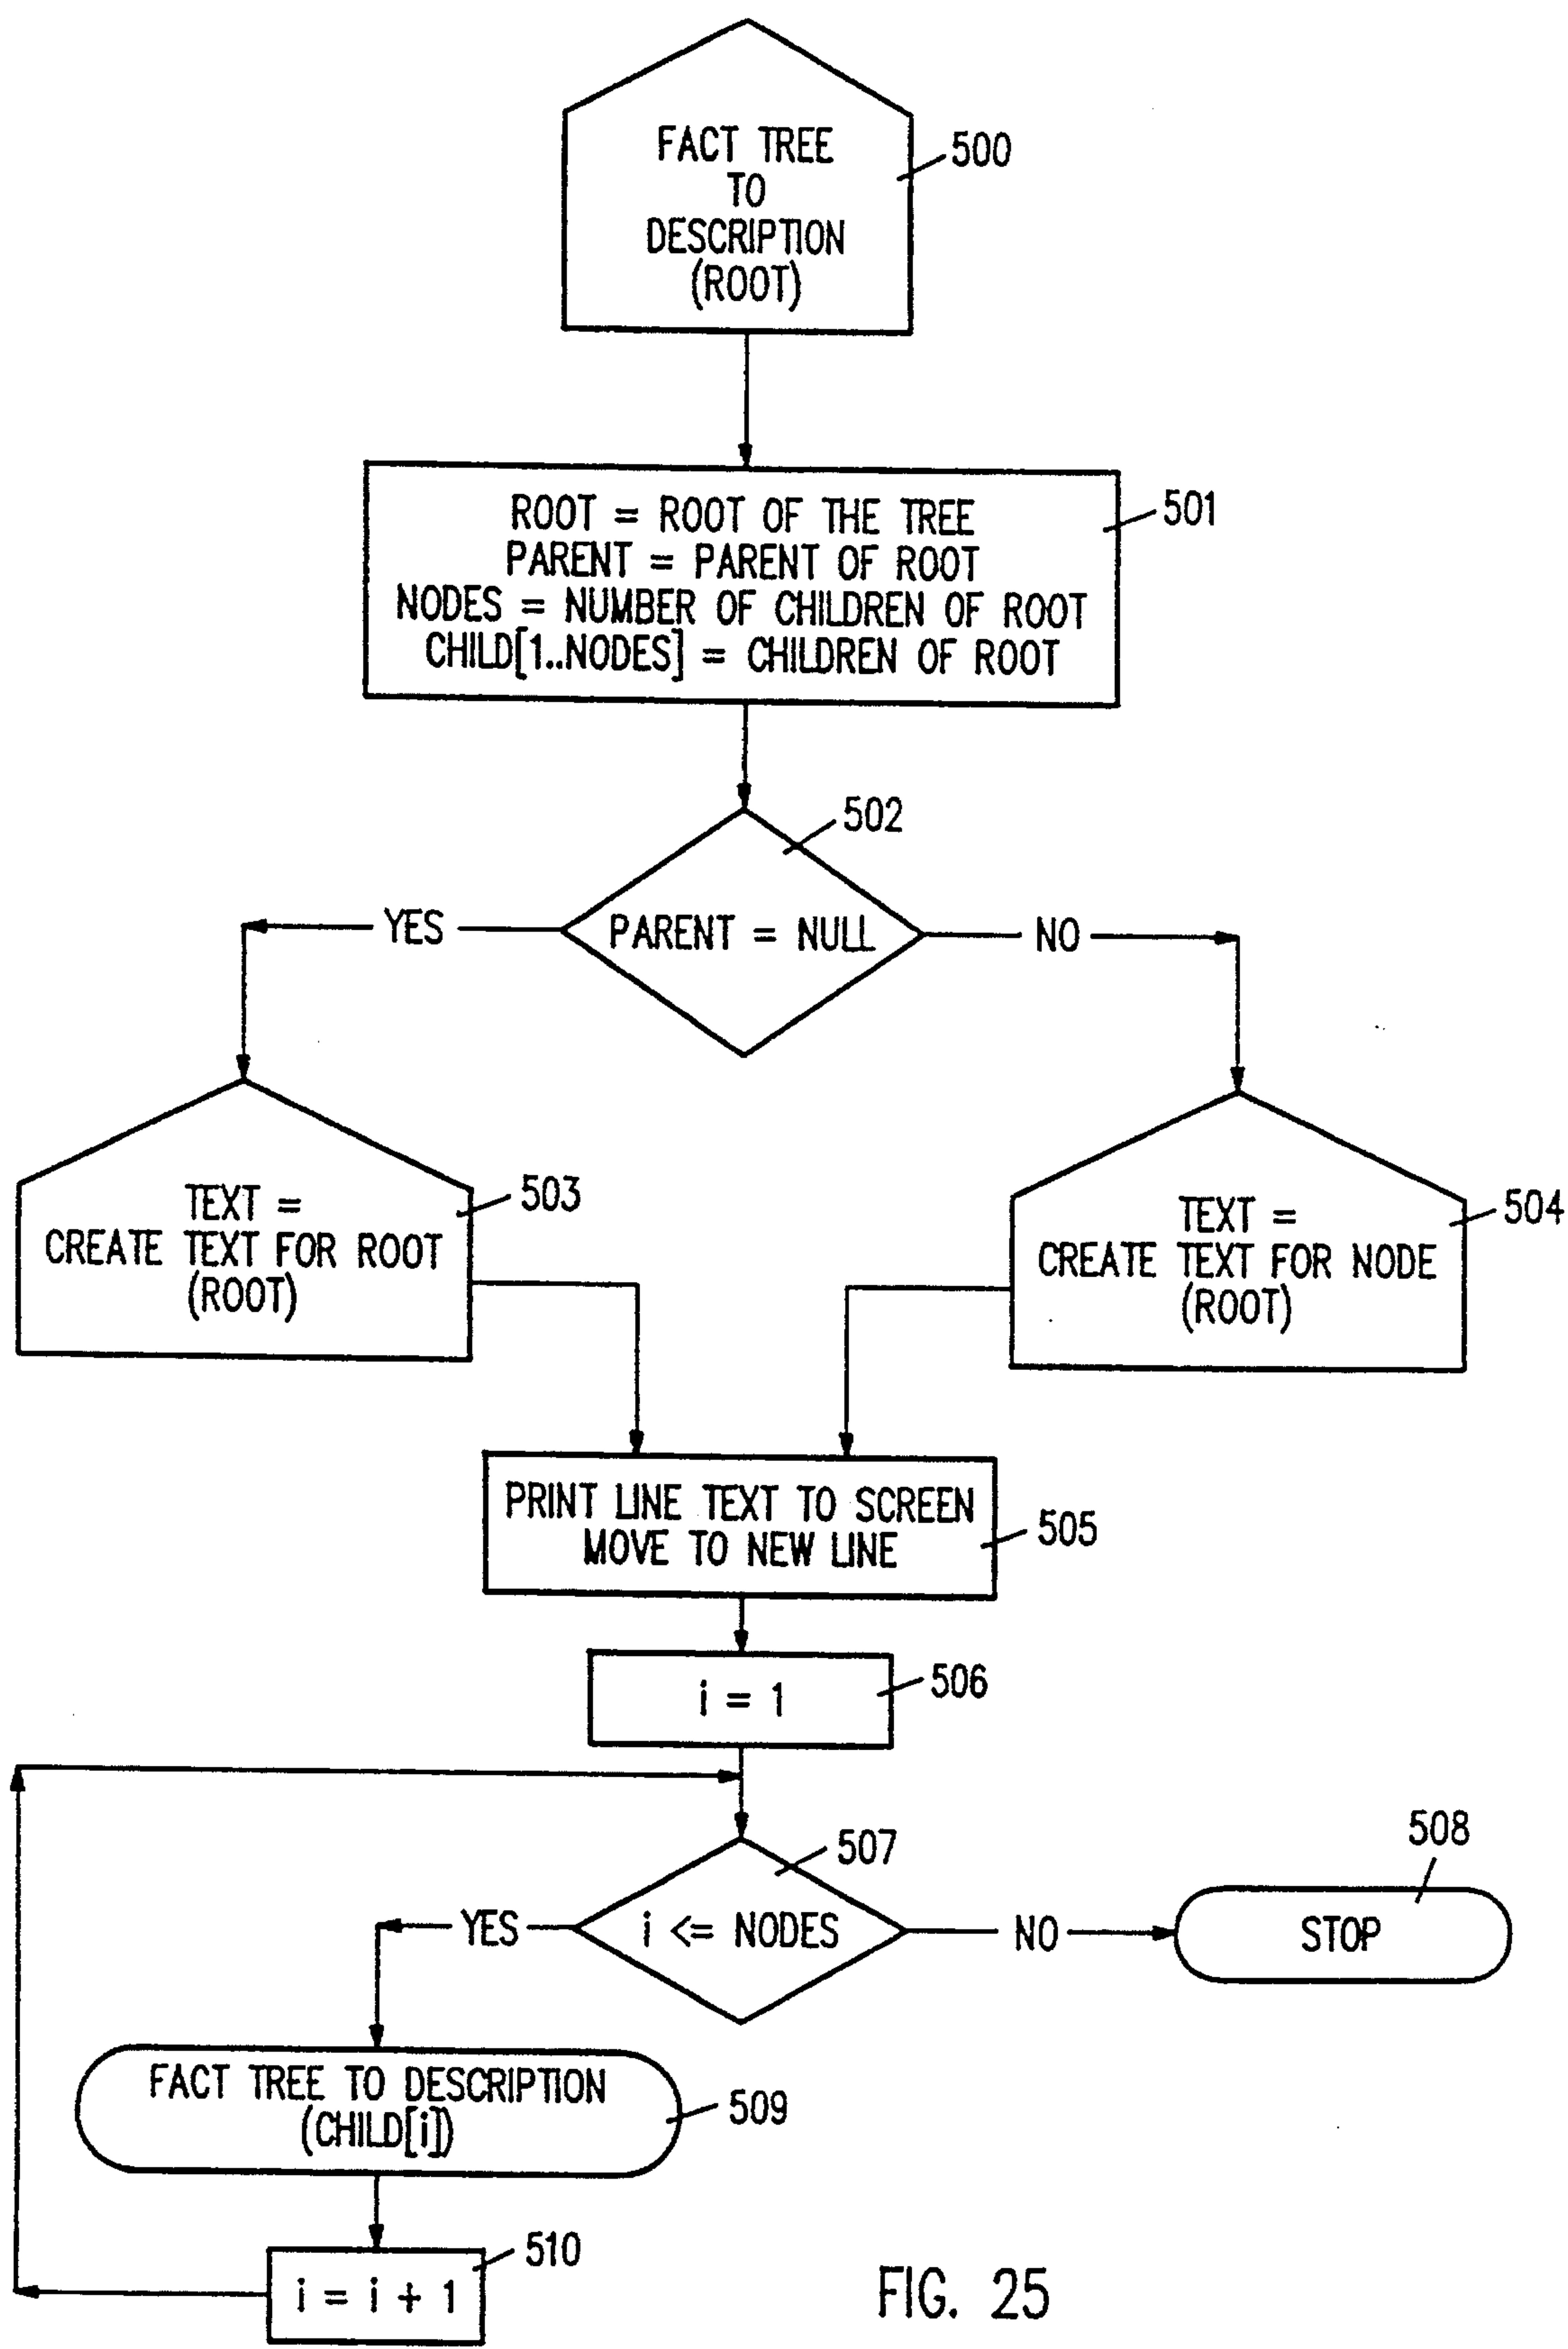 FACT TREE
TO
DESCRIPTION
(ROOT)
500
ROOT = ROOT OF THE TREE
PARENT = PARENT OF ROOT
NODES = NUMBER OF CHILDREN OF ROOT
CHILD[1..NODES] = CHILDREN OF ROOT
501
502
YES
PARENT = NULL
NO
TEXT =
CREATE TEXT FOR ROOT
(ROOT)
503
TEXT =
CREATE TEXT FOR NODE
(ROOT)
504
PRINT LINE TEXT TO SCREEN
MOVE TO NEW LINE
505
i = 1
506
507
YES
i <= NODES
NO
508
STOP
FACT TREE TO DESCRIPTION
(CHILD[i])
509
510
i = i + 1
FIG. 25